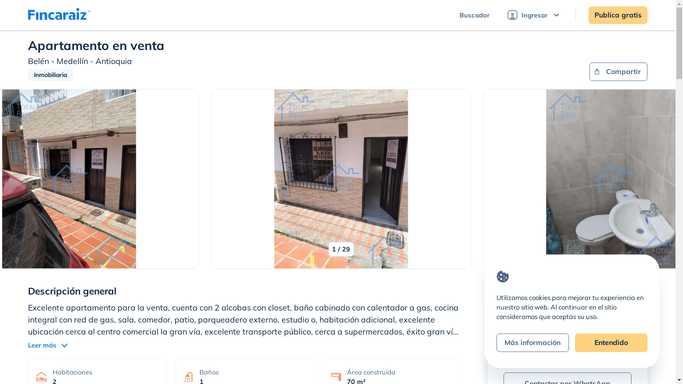 Fincaraiz
Buscador
Ingresar
Publica gratis
Apartamento en venta
Belén - Medellín - Antioquia
Inmobiliaria
Compartir
1 / 29
Descripción general
Excelente apartamento para la venta, cuenta con 2 alcobas con closet, baño cabinado con calentador a gas, cocina
integral con red de gas, sala, comedor, patio, parqueadero externo, estudio o, habitación adicional, excelente
ubicación cerca al centro comercial la gran vía, excelente transporte público, cerca a supermercados, éxito gran ví...
Leer más
Habitaciones
2
Baños
1
Área construida
70 m²
Utilizamos cookies para mejorar tu experiencia en
nuestro sitio web. Al continuar en el sitio
consideramos que aceptas su uso.
Más información
Entendido
Contactar por WhatsApp